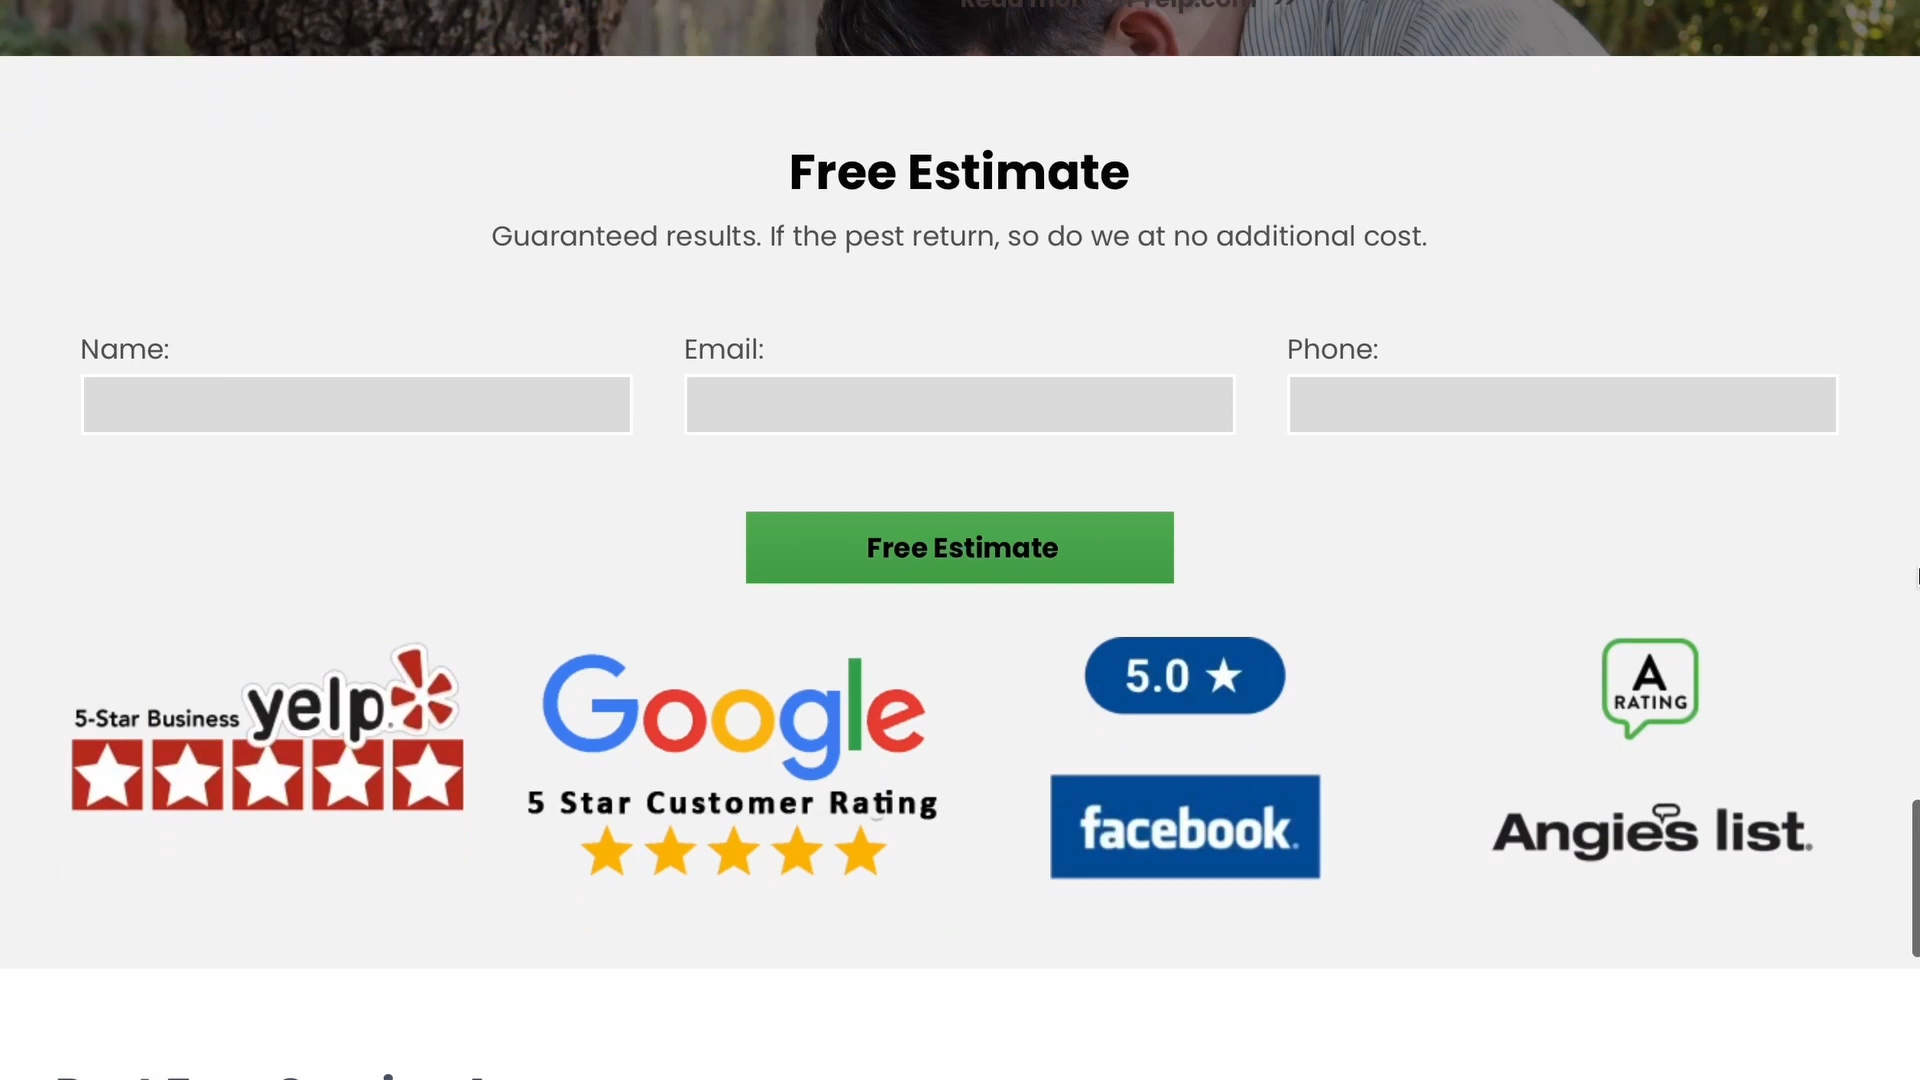 Free Estimate
Guaranteed results. If the pest return, so do we at no additional cost.
Name:
Email:
Phone:
Free Estimate
5-Star Business yelp
Google
5 Star Customer Rating
5.0
facebook.
A
RATING
Angie's list.